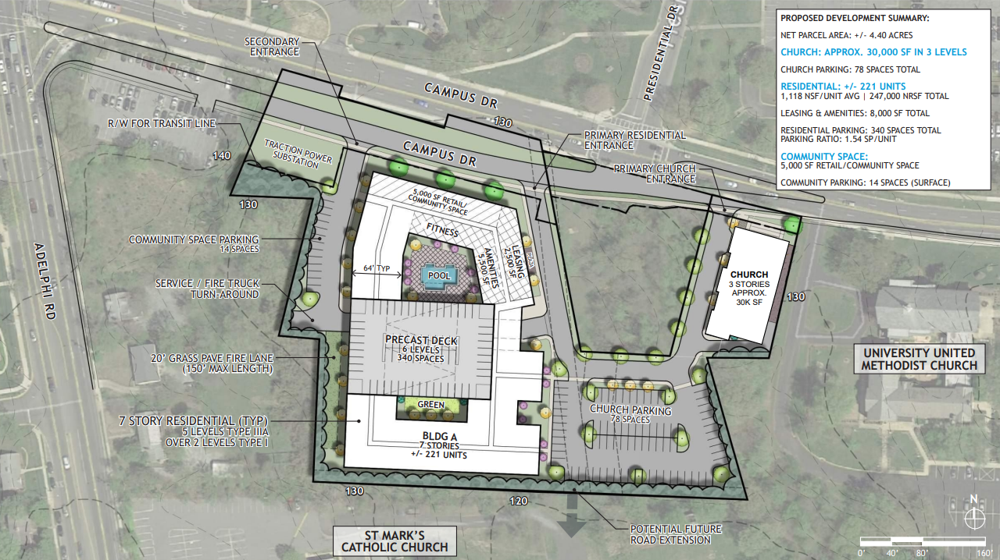 PROPOSED DEVELOPMENT SUMMARY:
NET PARCEL AREA: +/- 4.40 ACRES
CHURCH: APPROX. 30,000 SF IN 3 LEVELS
CHURCH PARKING: 78 SPACES TOTAL
RESIDENTIAL: +/- 221 UNITS
1,118 NSF/UNIT AVG | 247,000 NRSF TOTAL
LEASING & AMENITIES: 8,000 SF TOTAL
RESIDENTIAL PARKING: 340 SPACES TOTAL
PARKING RATIO: 1.54 SP/UNIT
COMMUNITY SPACE:
5,000 SF RETAIL/COMMUNITY SPACE
COMMUNITY PARKING: 14 SPACES (SURFACE)
SECONDARY
ENTRANCE
PRESIDENTIAL DR
CAMPUS DR
130
R/W FOR TRANSIT LINE
PRIMARY RESIDENTIAL
ENTRANCE
TRACTION POWER
SUBSTATION
140
CAMPUS DR
PRIMARY CHURCH
ENTRANCE
130
5,000 SF RETAIL/
COMMUNITY SPACE
FITNESS
COMMUNITY SPACE PARKING
14 SPACES
LEASING
2,500 SF
AMENITIES
5,500 SF
PLAZA
ADELPHI RD
64' TYP
POOL
CHURCH
3 STORIES
APPROX.
30K SF
130
SERVICE / FIRE TRUCK
TURN-AROUND
PRECAST DECK
6 LEVELS
340 SPACES
20' GRASS PAVE FIRE LANE
(150' MAX LENGTH)
UNIVERSITY UNITED
METHODIST CHURCH
GREEN
CHURCH PARKING
78 SPACES
7 STORY RESIDENTIAL (TYP)
5 LEVELS TYPE IIIA
OVER 2 LEVELS TYPE I
BLDG A
7 STORIES
+/- 221 UNITS
130
120
N
ST MARK'S
CATHOLIC CHURCH
POTENTIAL FUTURE
ROAD EXTENSION
0' 40' 80' 160'